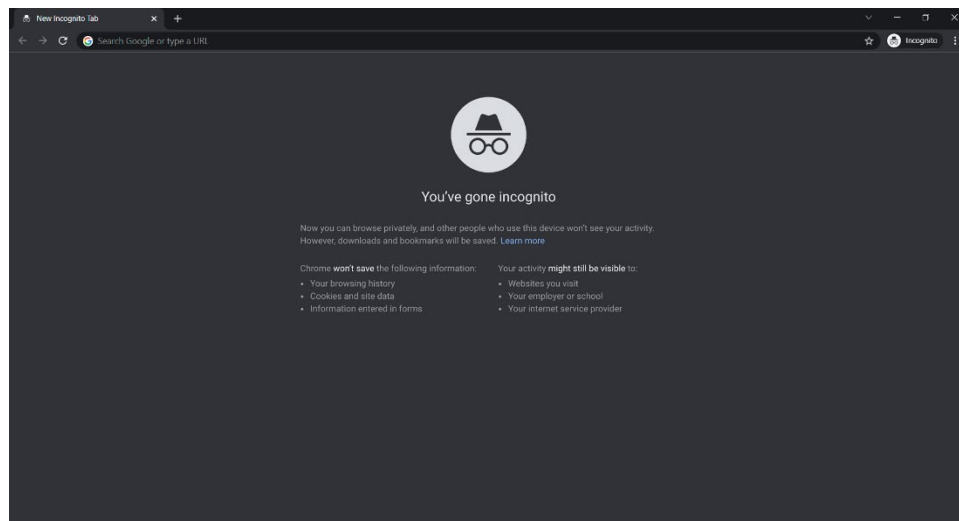 New Incognito Tab
Search Google or type a URL
Incognito
You've gone incognito
Now you can browse privately, and other people who use this device won't see your activity.
However, downloads and bookmarks will be saved. Learn more
Chrome won't save the following information:
• Your browsing history
• Cookies and site data
• Information entered in forms
Your activity might still be visible to:
• Websites you visit
• Your employer or school
• Your internet service provider